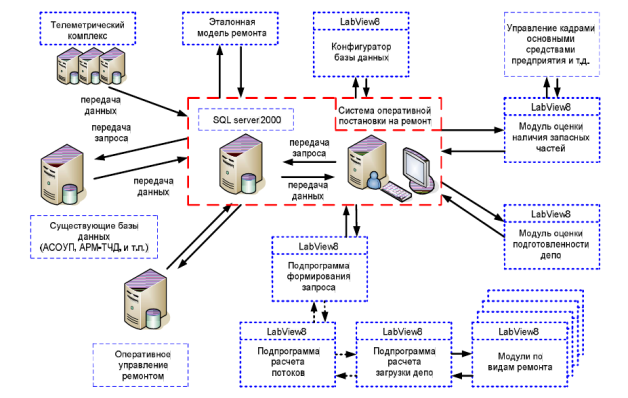 Телеметрический
комплекс
Эталонная
модель ремонта
LabView8
Конфигуратор
базы данных
Управление кадрами
основными
средствами
предприятия и т.д.
передача
данных
передача
запроса
SQL server2000
Система оперативной
постановки на ремонт
LabView8
Модуль оценки
наличия запасных
частей
передача
запроса
передача
данных
передача
данных
Существующие базы
данных
(АСОУП, АРМ-ТЧД, и т.п.)
LabView8
Модуль оценки
подготовленности
депо
LabView8
Подпрограмма
формирования
запроса
Оперативное
управление
ремонтом
LabView8
Подпрограмма
расчета
потоков
LabView8
Подпрограмма
расчета
загрузки депо
LabView8
Модули по
видам ремонта